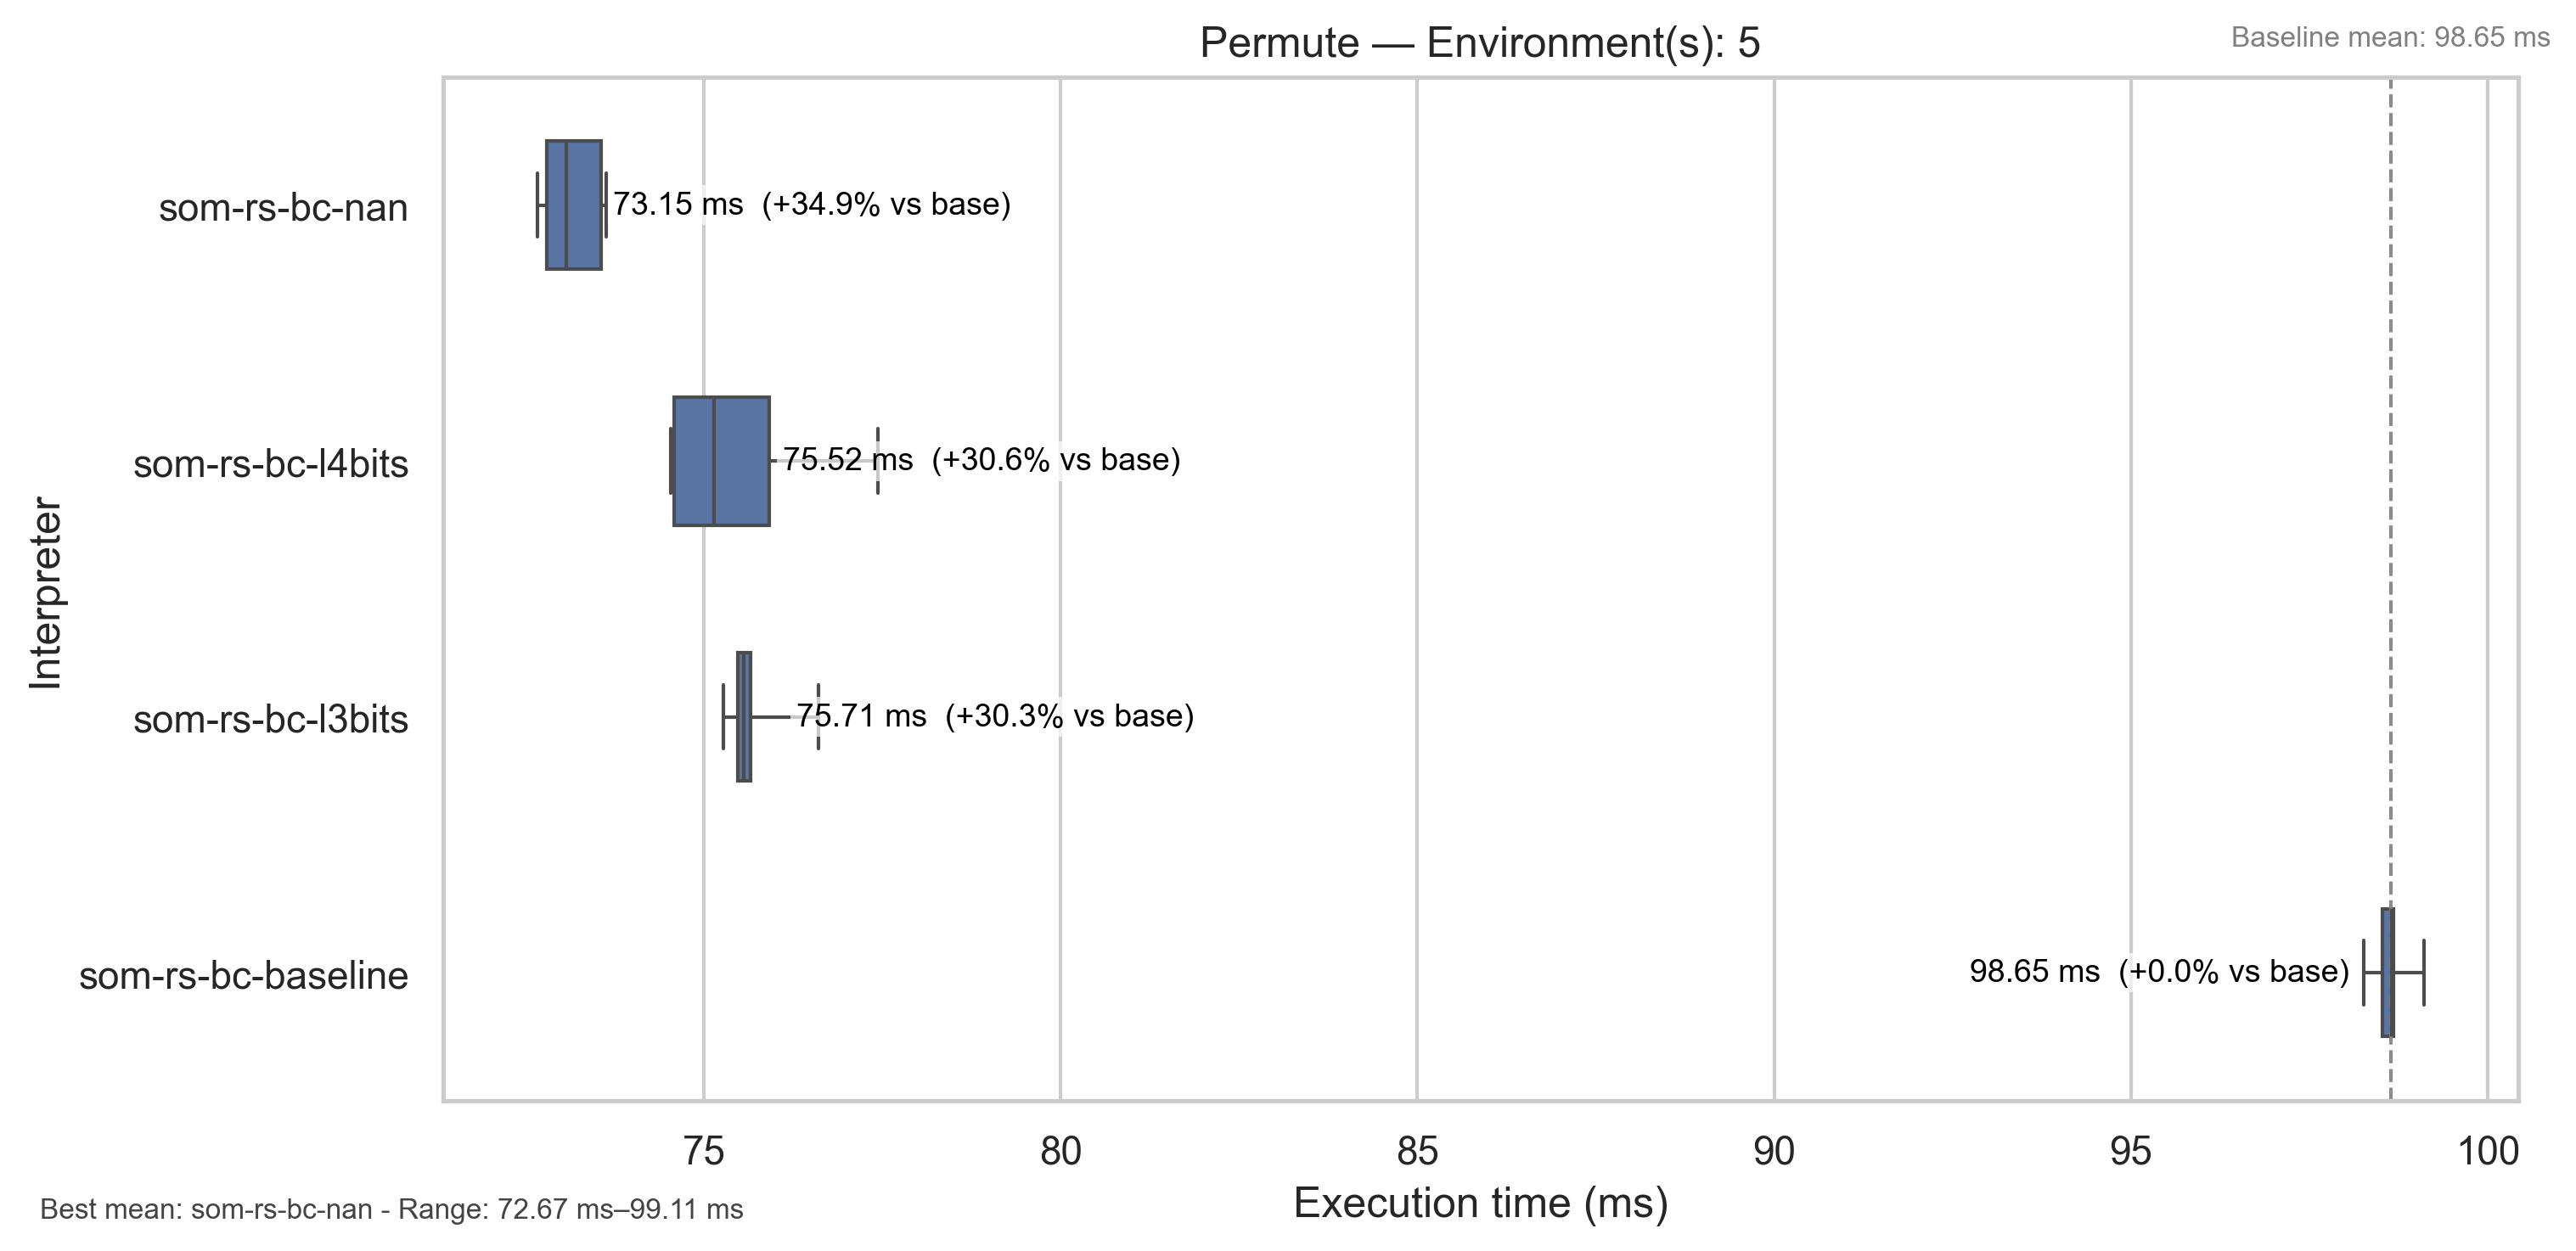 Permute — Environment(s): 5
Baseline mean: 98.65 ms
Interpreter
som-rs-bc-nan
73.15 ms  (+34.9% vs base)
som-rs-bc-l4bits
75.52 ms  (+30.6% vs base)
som-rs-bc-l3bits
75.71 ms  (+30.3% vs base)
som-rs-bc-baseline
98.65 ms  (+0.0% vs base)
75 80 85 90 95 100
Execution time (ms)
Best mean: som-rs-bc-nan - Range: 72.67 ms–99.11 ms